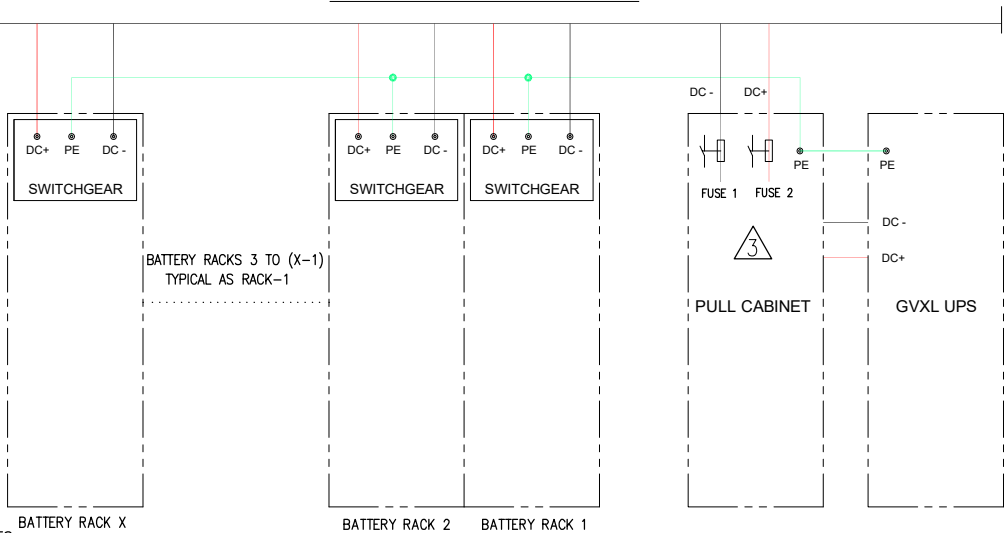 DC - DC+
DC+ PE DC -
SWITCHGEAR
DC+ PE DC -
SWITCHGEAR
DC+ PE DC -
SWITCHGEAR
PE
PE
FUSE 1 FUSE 2
DC -
DC+
3
BATTERY RACKS 3 TO (X-1)
TYPICAL AS RACK-1
PULL CABINET
GVXL UPS
BATTERY RACK X
BATTERY RACK 2
BATTERY RACK 1